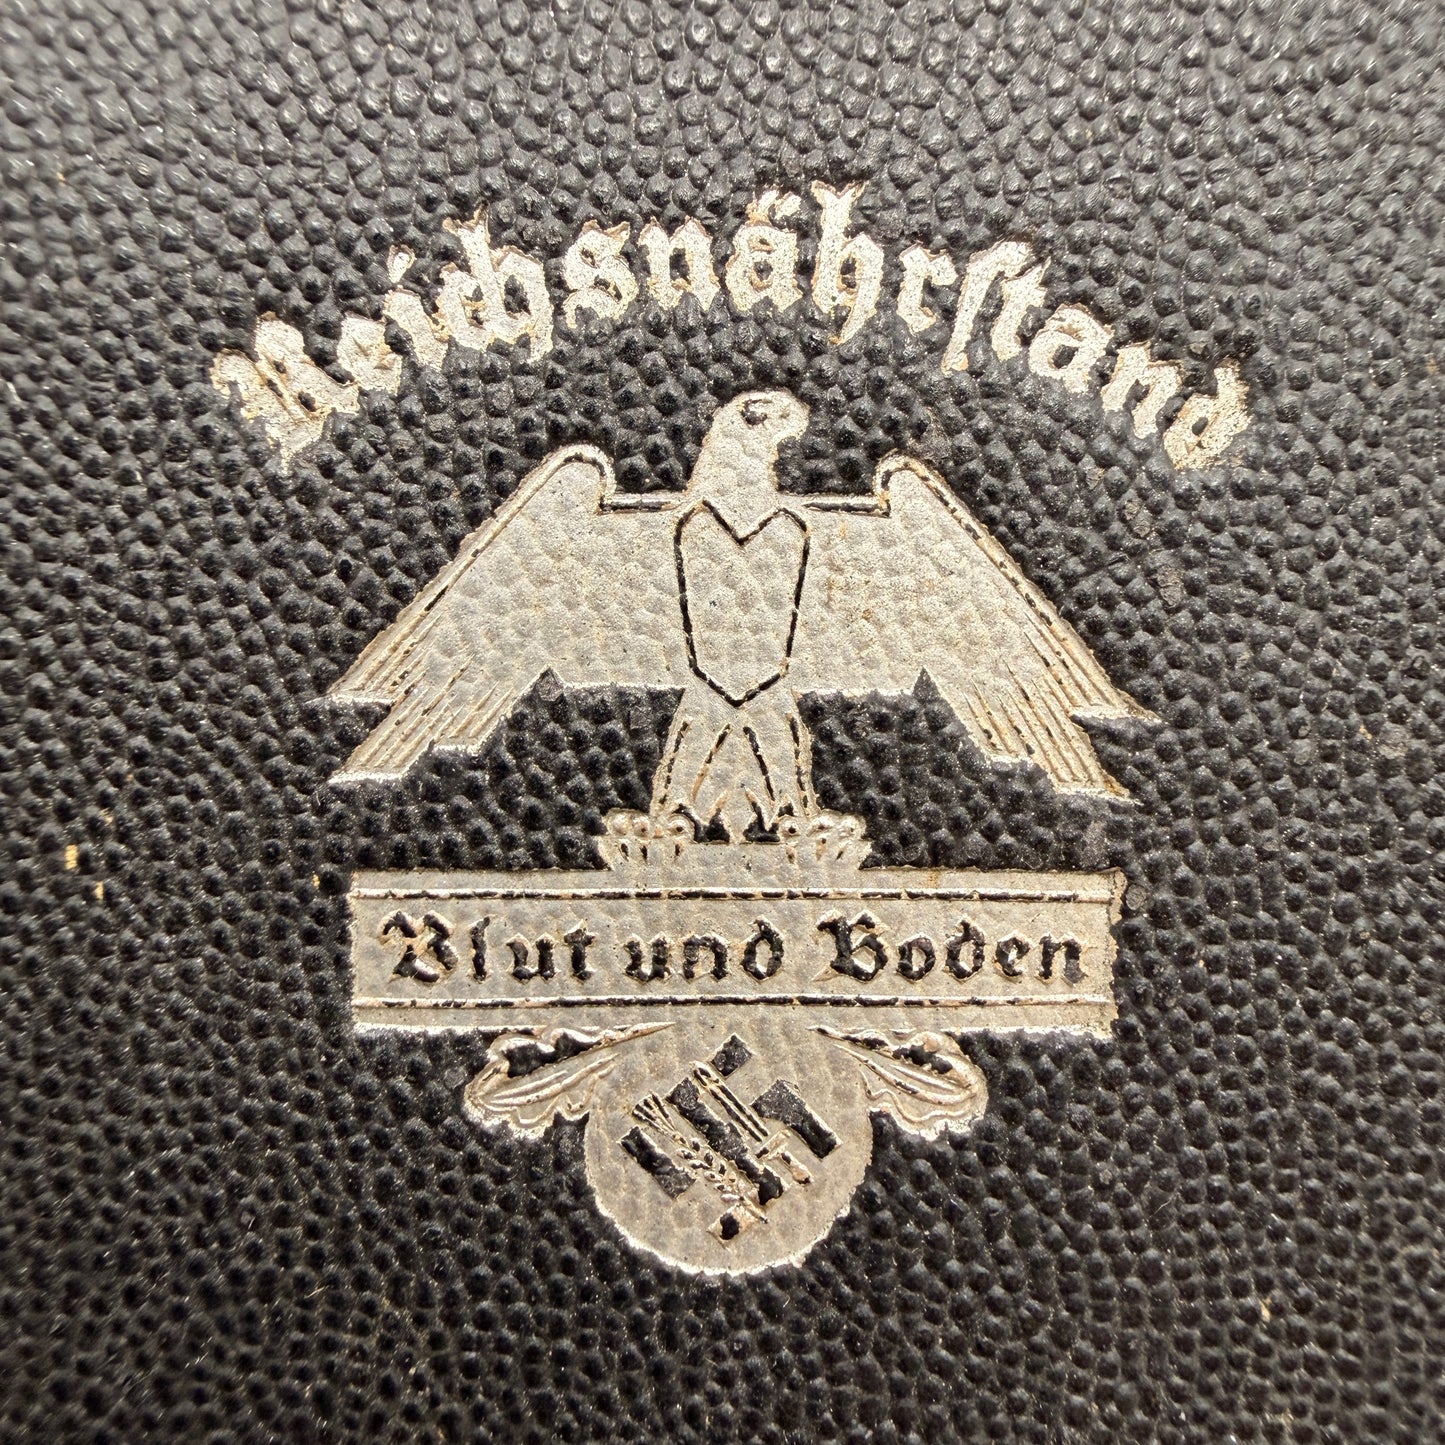 Reichsnährstand
Blut und Boden